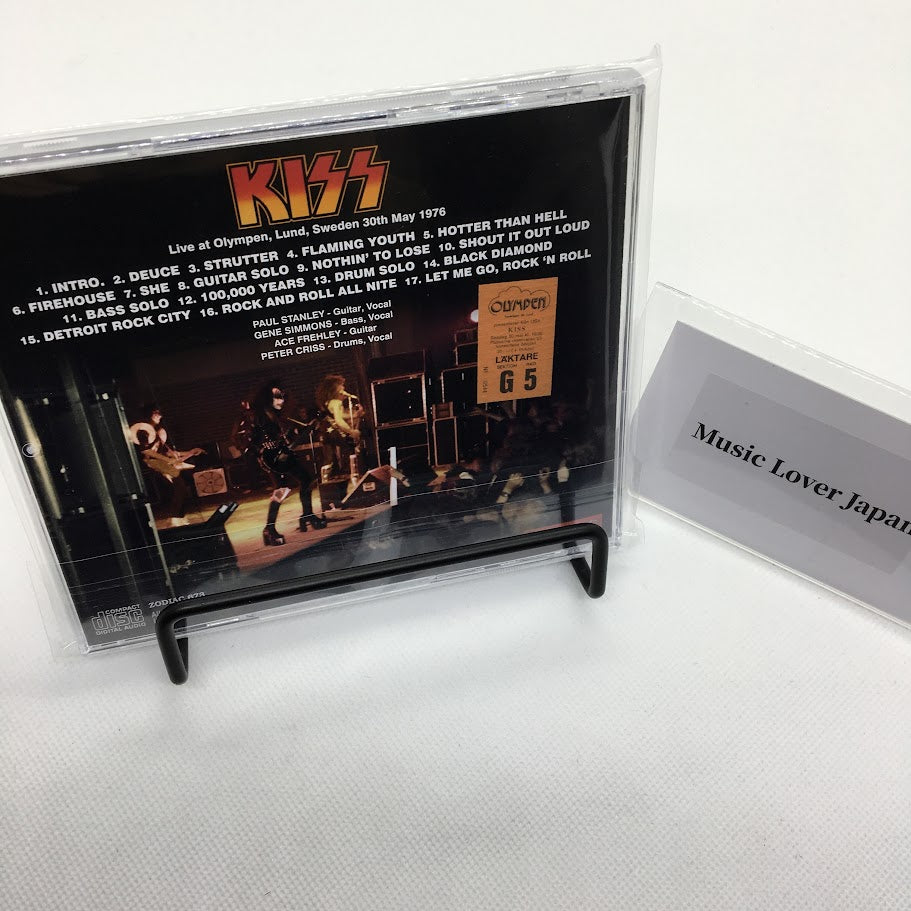 KISS
Live at Olympen, Lund, Sweden 30th May 1976
1. INTRO. 2. DEUCE 3. STRUTTER 4. FLAMING YOUTH 5. HOTTER THAN HELL
6. FIREHOUSE 7. SHE 8. GUITAR SOLO 9. NOTHIN' TO LOSE 10. SHOUT IT OUT LOUD
11. BASS SOLO 12. 100,000 YEARS 13. DRUM SOLO 14. BLACK DIAMOND
15. DETROIT ROCK CITY 16. ROCK AND ROLL ALL NITE 17. LET ME GO, ROCK 'N ROLL
PAUL STANLEY - Guitar, Vocal
GENE SIMMONS - Bass, Vocal
ACE FREHLEY - Guitar
PETER CRISS - Drums, Vocal
OLYMPEN
KISS
LÄKTARE
G 5
COMPACT
disc
DIGITAL AUDIO
ZODIAC 078
Music Lover Japan